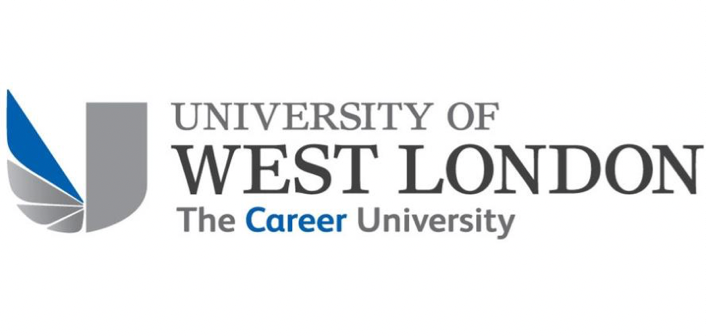 UNIVERSITY OF
WEST LONDON
The Career University